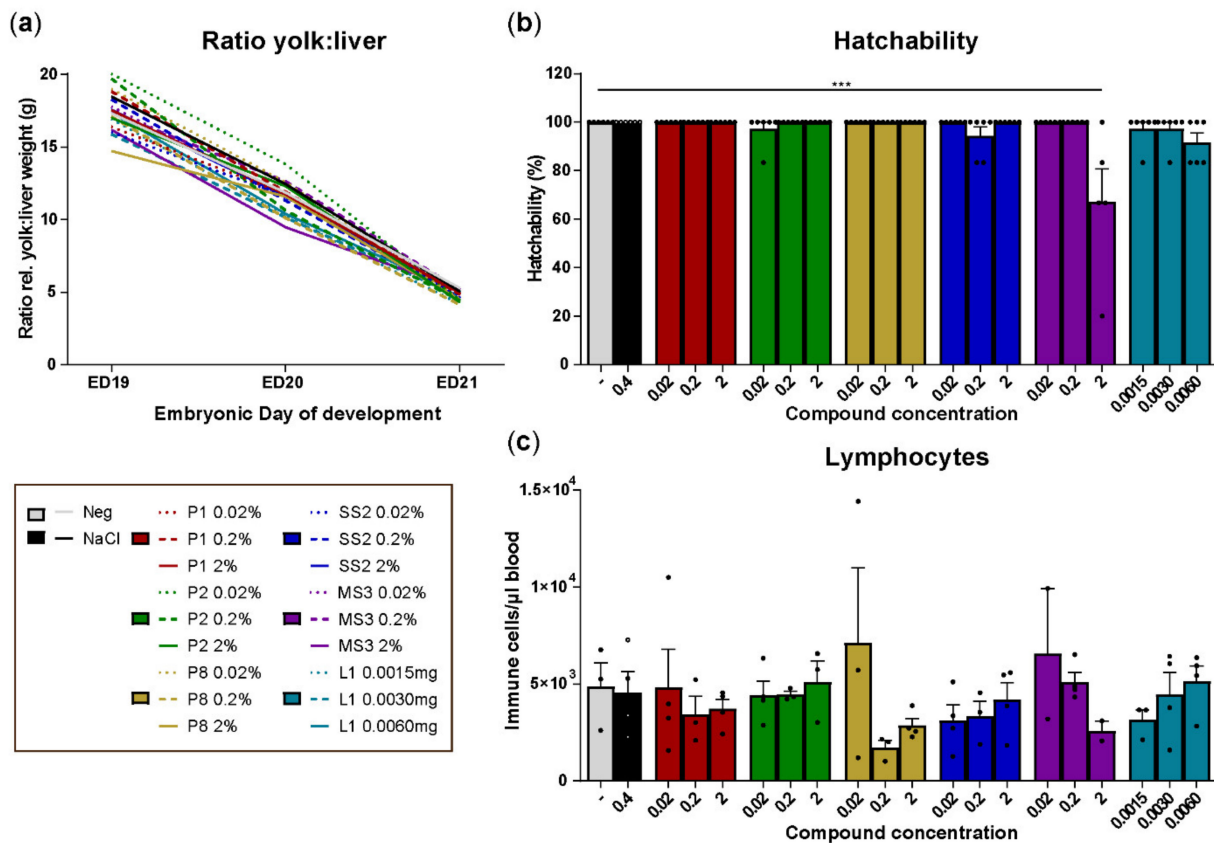 (a)
Ratio yolk:liver
Ratio rel. yolk:liver weight (g)
20
15
10
5
0
ED19 ED20 ED21
Embryonic Day of development
(b)
Hatchability
***
Hatchability (%)
120
100
80
60
40
20
0
- 0.4 0.02 0.2 2 0.02 0.2 2 0.02 0.2 2 0.02 0.2 2 0.02 0.2 2 0.0015 0.0030 0.0060
Compound concentration
Neg
NaCl
P1 0.02%
P1 0.2%
P1 2%
P2 0.02%
P2 0.2%
P2 2%
P8 0.02%
P8 0.2%
P8 2%
SS2 0.02%
SS2 0.2%
SS2 2%
MS3 0.02%
MS3 0.2%
MS3 2%
L1 0.0015mg
L1 0.0030mg
L1 0.0060mg
(c)
Lymphocytes
Immune cells/µl blood
1.5×10⁴
1×10⁴
5×10³
0
- 0.4 0.02 0.2 2 0.02 0.2 2 0.02 0.2 2 0.02 0.2 2 0.02 0.2 2 0.0015 0.0030 0.0060
Compound concentration